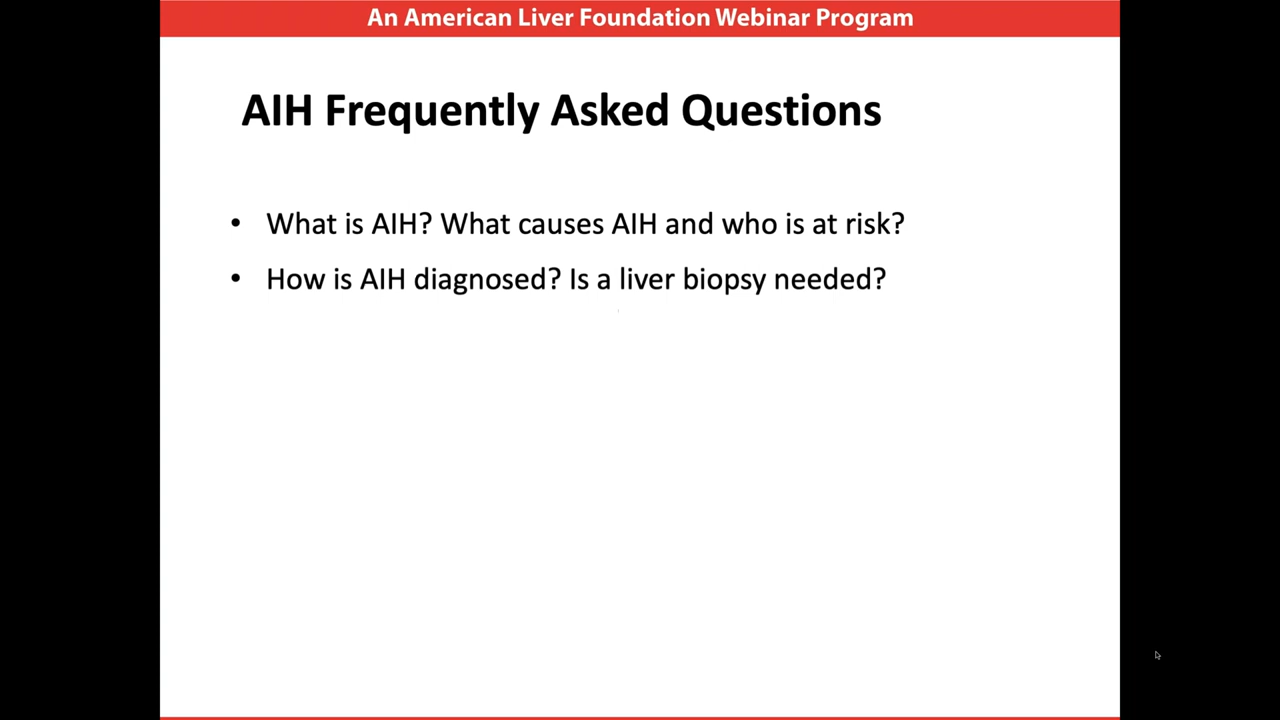 An American Liver Foundation Webinar Program
AIH Frequently Asked Questions
• What is AIH? What causes AIH and who is at risk?
• How is AIH diagnosed? Is a liver biopsy needed?